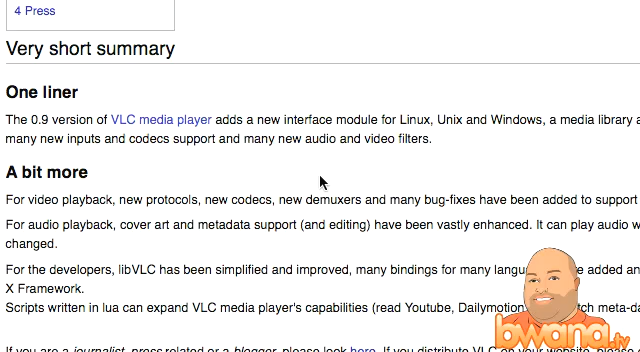 4 Press
Very short summary
One liner
The 0.9 version of VLC media player adds a new interface module for Linux, Unix and Windows, a media library
many new inputs and codecs support and many new audio and video filters.
A bit more
For video playback, new protocols, new codecs, new demuxers and many bug-fixes have been added to support
For audio playback, cover art and metadata support (and editing) have been vastly enhanced. It can play audio
changed.
For the developers, libVLC has been simplified and improved, many bindings for many added an
X Framework.
Scripts written in lua can expand VLC media player's capabilities (read Youtube, Dailymotion meta-da
If you are a journalist, press related or a blogger, please look here. If you distribute VLC on your website, please
bwana.tv